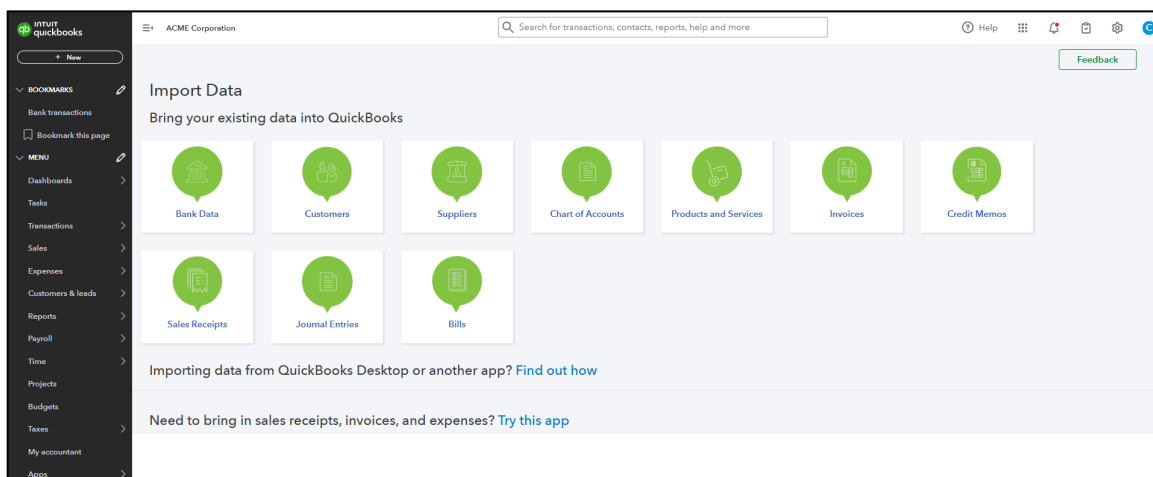 INTUIT
qb quickbooks
ACME Corporation
Search for transactions, contacts, reports, help and more
Help
C
+ New
Feedback
BOOKMARKS
Bank transactions
Bookmark this page
MENU
Dashboards
Tasks
Transactions
Sales
Expenses
Customers & leads
Reports
Payroll
Time
Projects
Budgets
Taxes
My accountant
Apps
Import Data
Bring your existing data into QuickBooks
Bank Data
Customers
Suppliers
Chart of Accounts
Products and Services
Invoices
Credit Memos
Sales Receipts
Journal Entries
Bills
Importing data from QuickBooks Desktop or another app? Find out how
Need to bring in sales receipts, invoices, and expenses? Try this app